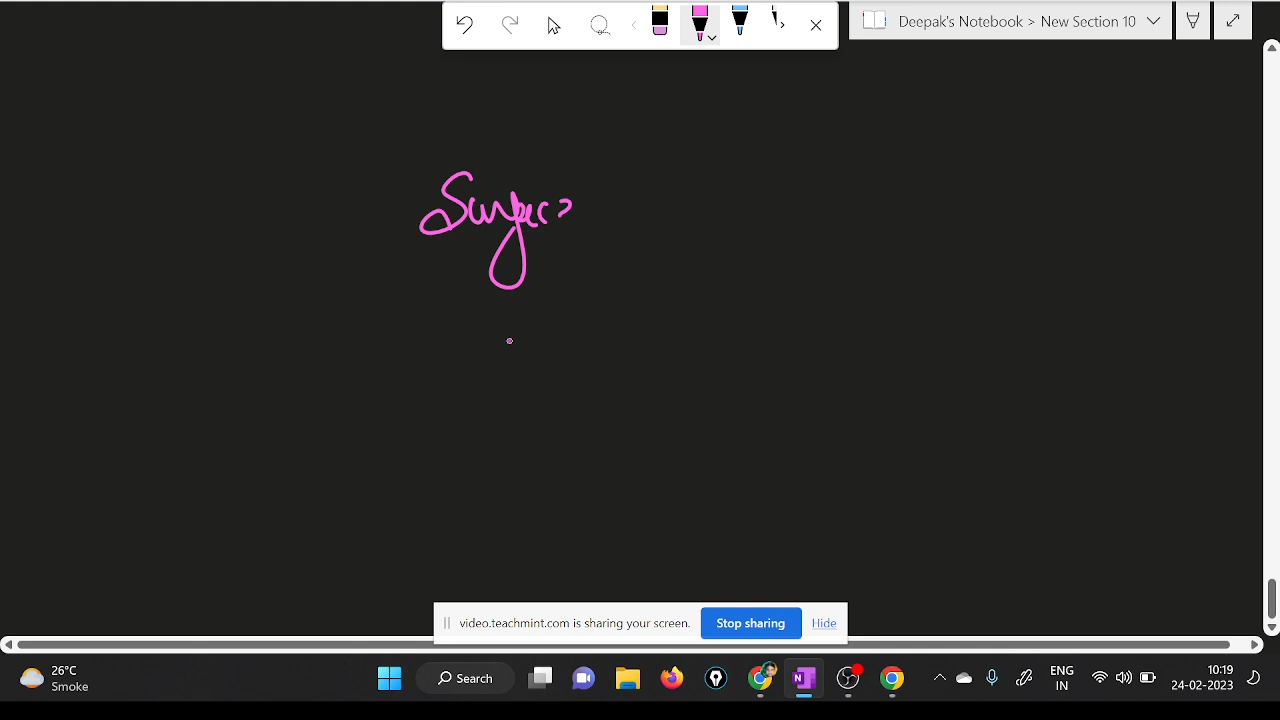 Deepak's Notebook > New Section 10
video.teachmint.com is sharing your screen.
Stop sharing
Hide
26°C
Smoke
Search
ENG
IN
10:19
24-02-2023